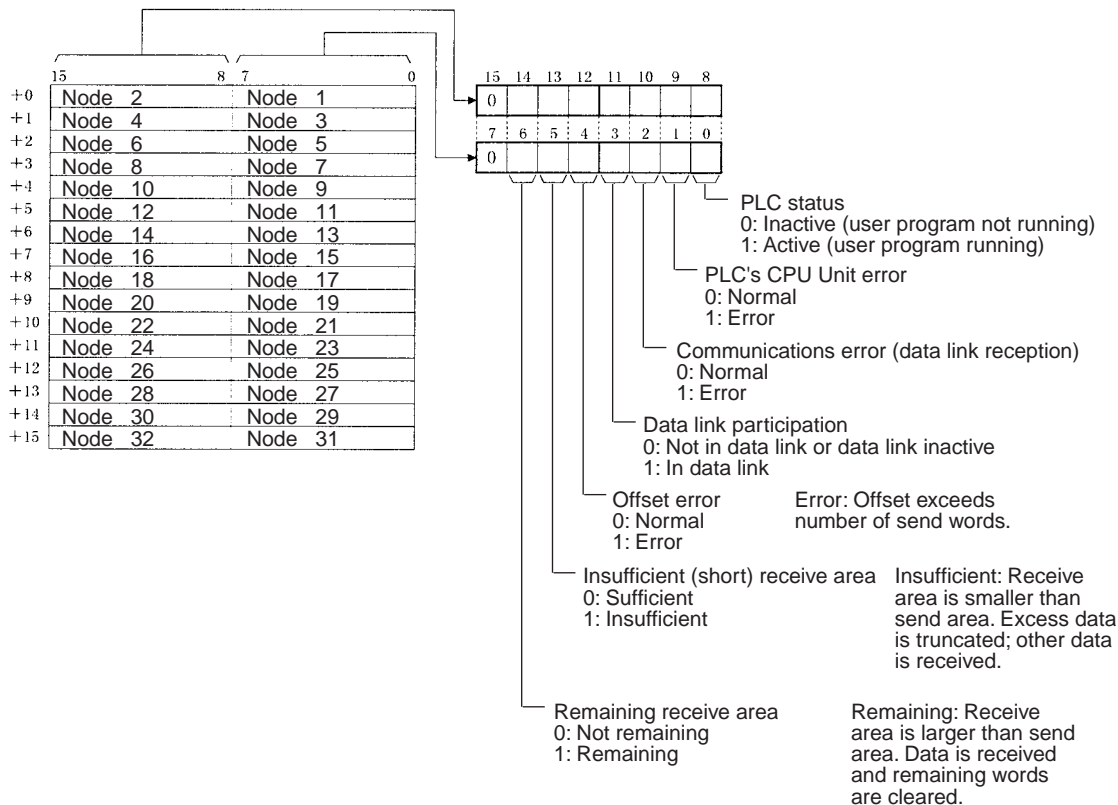 15 8 7 0
+0 Node 2 Node 1
+1 Node 4 Node 3
+2 Node 6 Node 5
+3 Node 8 Node 7
+4 Node 10 Node 9
+5 Node 12 Node 11
+6 Node 14 Node 13
+7 Node 16 Node 15
+8 Node 18 Node 17
+9 Node 20 Node 19
+10 Node 22 Node 21
+11 Node 24 Node 23
+12 Node 26 Node 25
+13 Node 28 Node 27
+14 Node 30 Node 29
+15 Node 32 Node 31
15 14 13 12 11 10 9 8
0
7 6 5 4 3 2 1 0
0
PLC status
0: Inactive (user program not running)
1: Active (user program running)
PLC's CPU Unit error
0: Normal
1: Error
Communications error (data link reception)
0: Normal
1: Error
Data link participation
0: Not in data link or data link inactive
1: In data link
Offset error
0: Normal
1: Error
Error: Offset exceeds
number of send words.
Insufficient (short) receive area
0: Sufficient
1: Insufficient
Insufficient: Receive
area is smaller than
send area. Excess data
is truncated; other data
is received.
Remaining receive area
0: Not remaining
1: Remaining
Remaining: Receive
area is larger than send
area. Data is received
and remaining words
are cleared.